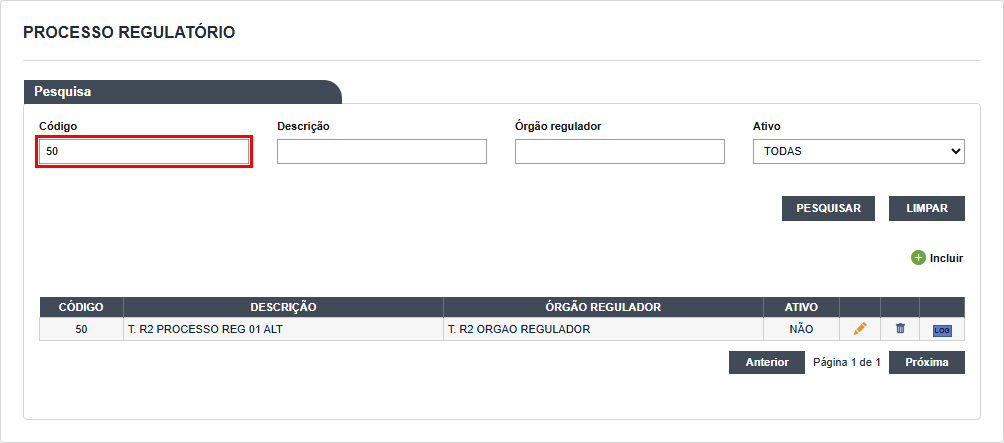 PROCESSO REGULATÓRIO
Pesquisa
Código Descrição Órgão regulador Ativo
50 TODAS
PESQUISAR LIMPAR
Incluir
CÓDIGO DESCRIÇÃO ÓRGÃO REGULADOR ATIVO
50 T. R2 PROCESSO REG 01 ALT T. R2 ORGAO REGULADOR NÃO LOG
Anterior Página 1 de 1 Próxima